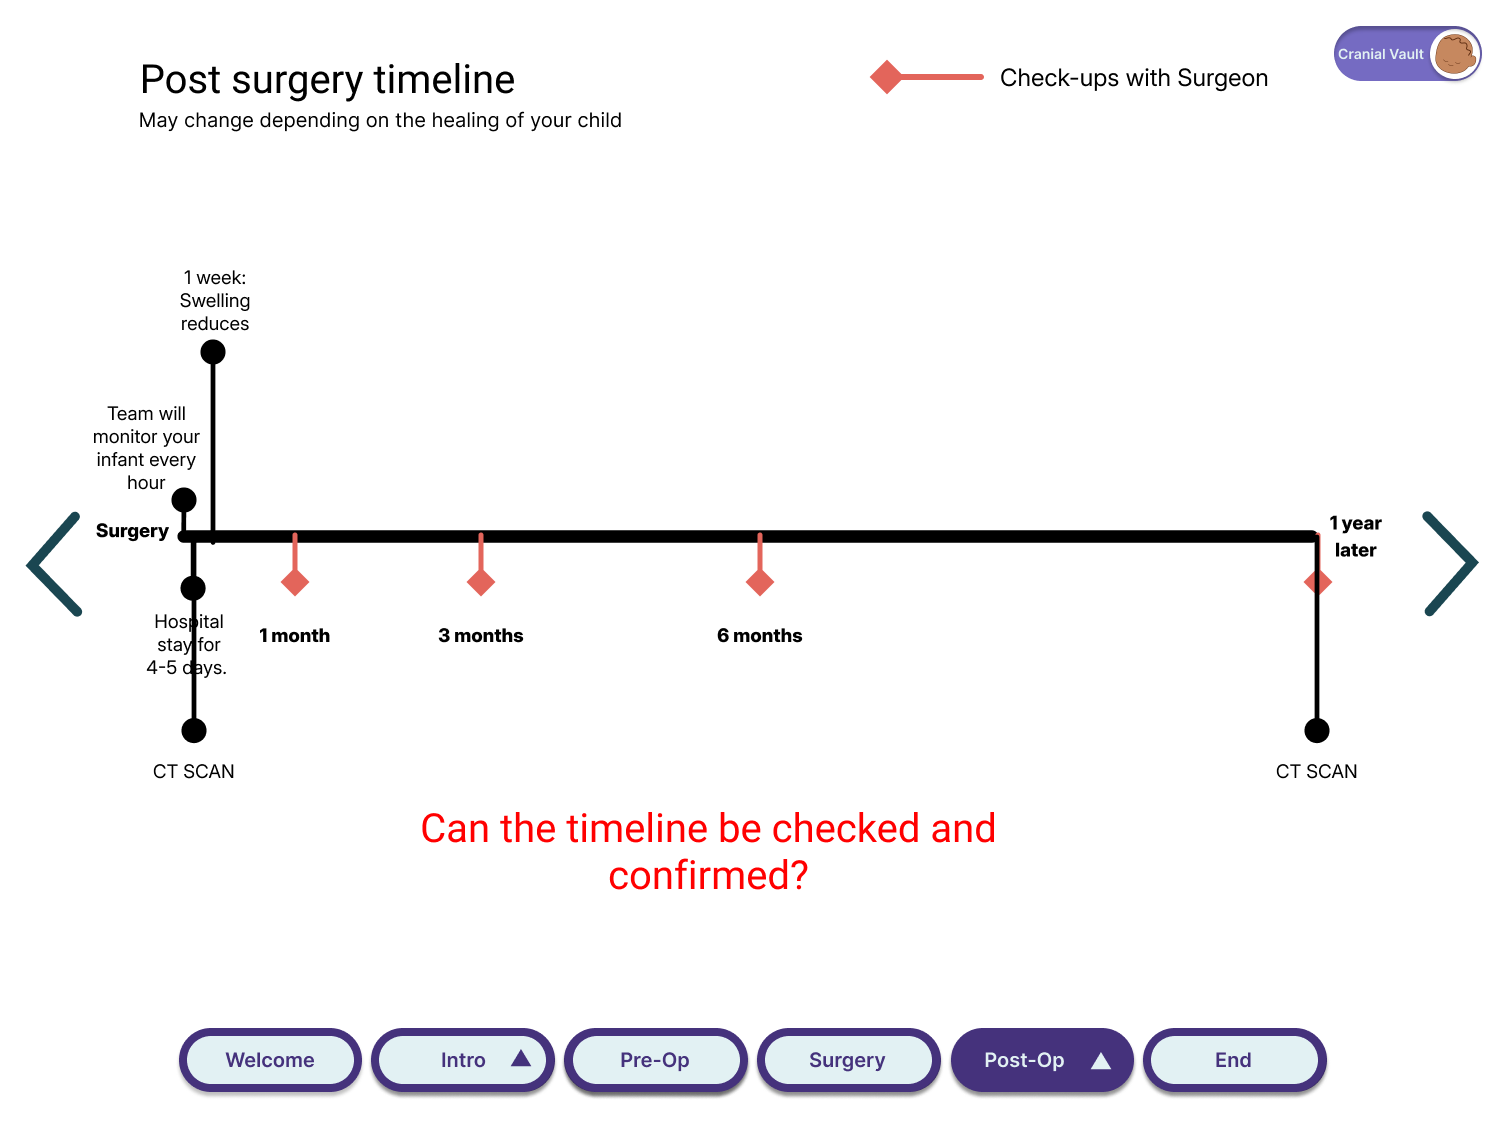 Post surgery timeline
May change depending on the healing of your child
Check-ups with Surgeon
Cranial Vault
1 week:
Swelling
reduces
Team will
monitor your
infant every
hour
Surgery
1 year
later
Hospital
stay for
4-5 days.
1 month
3 months
6 months
CT SCAN
CT SCAN
Can the timeline be checked and
confirmed?
Welcome
Intro
Pre-Op
Surgery
Post-Op
End